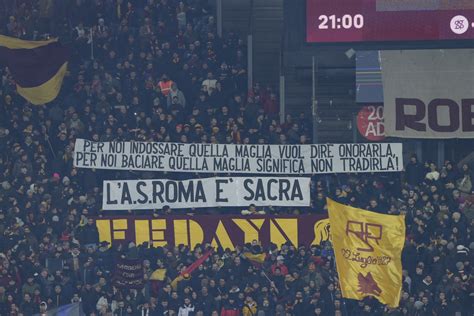 21:00
PER NOI INDOSSARE QUELLA MAGLIA VUOL DIRE ONORARLA,
PER NOI BACIARE QUELLA MAGLIA SIGNIFICA NON TRADIRLA!
L'A.S.ROMA E' SACRA
FEDAYN
ROB
AD